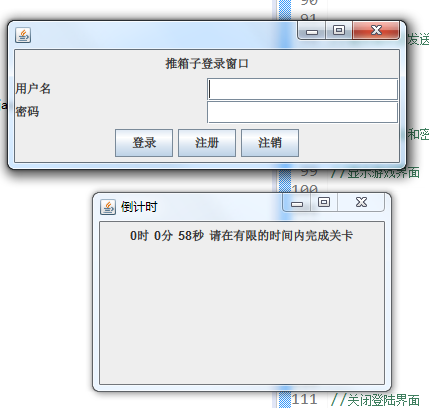 90
91
发送
推箱子登录窗口
用户名
密码
和密
登录 注册 注销
99 //显示游戏界面
100
倒计时
0时 0分 58秒 请在有限的时间内完成关卡
111 //关闭登陆界面